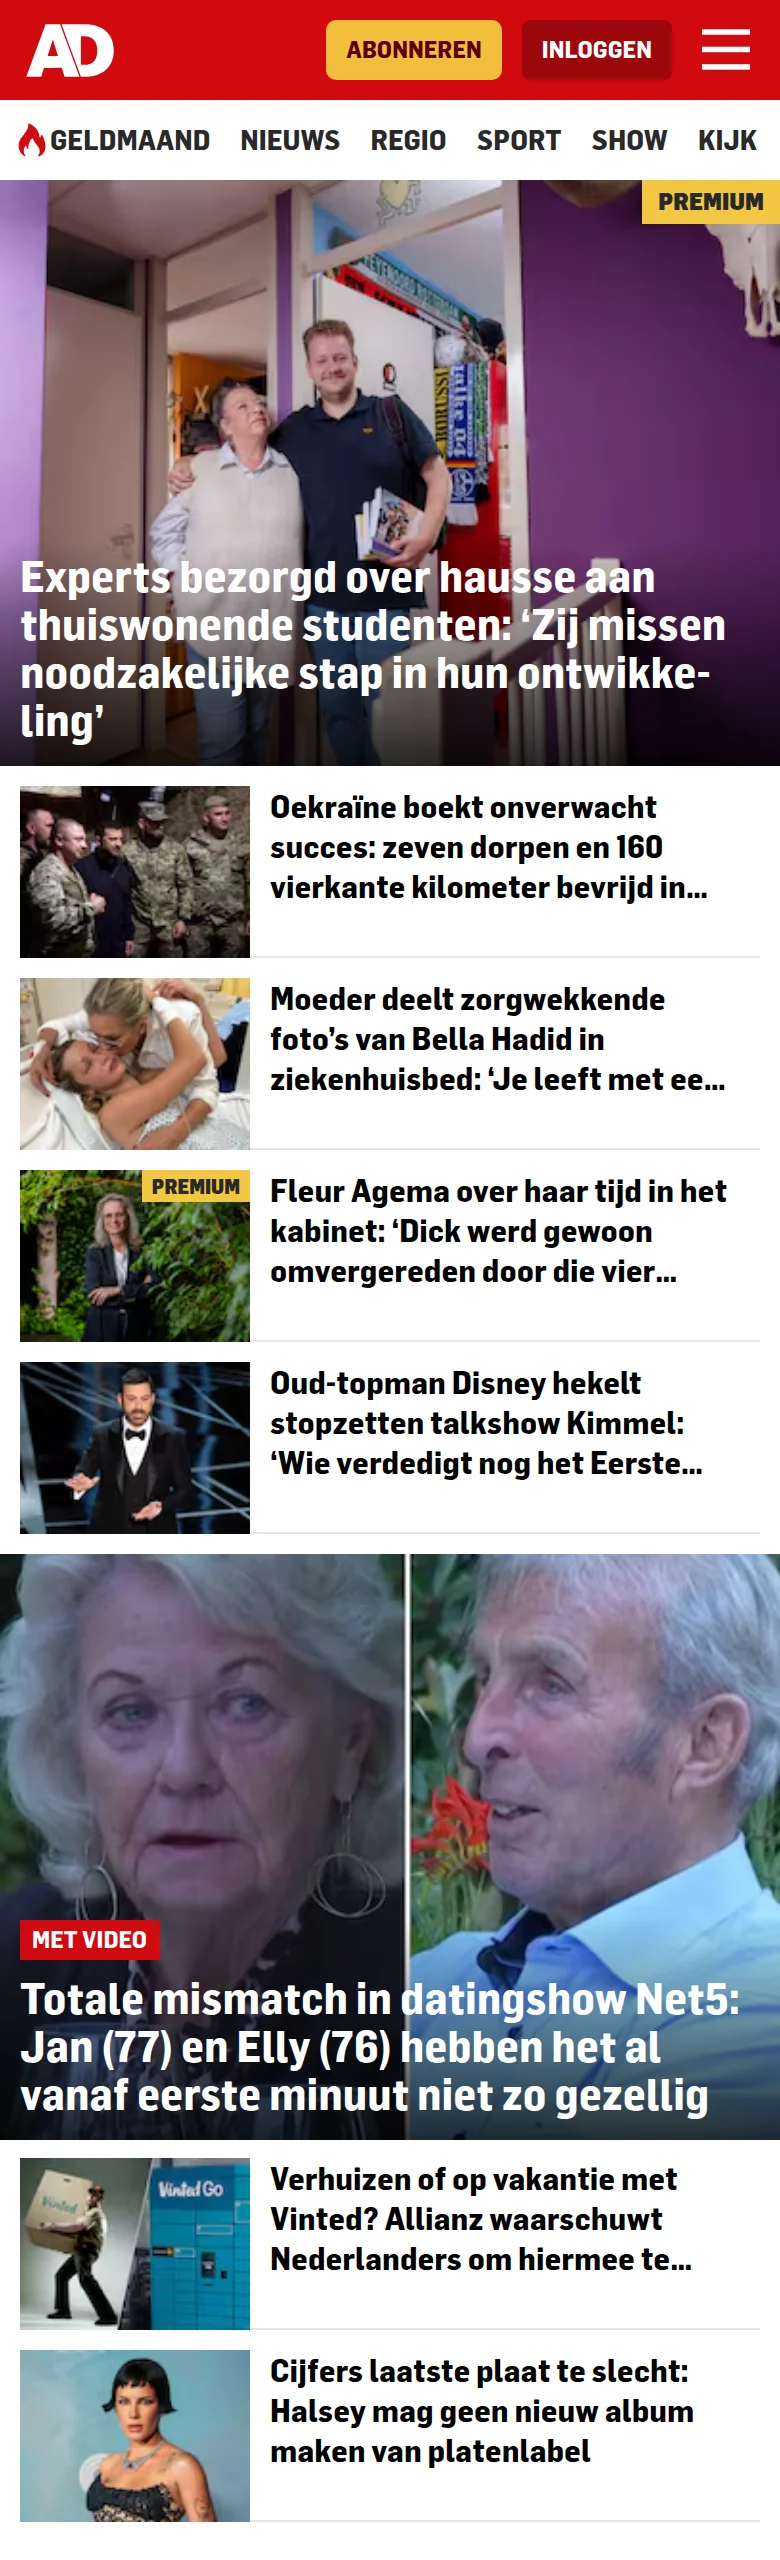 AD
ABONNEREN
INLOGGEN
GELDMAAND NIEUWS REGIO SPORT SHOW KIJK
PREMIUM
Experts bezorgd over hausse aan
thuiswonende studenten: ‘Zij missen
noodzakelijke stap in hun ontwikke-
ling’
Oekraïne boekt onverwacht
succes: zeven dorpen en 160
vierkante kilometer bevrijd in...
Moeder deelt zorgwekkende
foto’s van Bella Hadid in
ziekenhuisbed: ‘Je leeft met ee...
PREMIUM
Fleur Agema over haar tijd in het
kabinet: ‘Dick werd gewoon
omvergereden door die vier...
Oud-topman Disney hekelt
stopzetten talkshow Kimmel:
‘Wie verdedigt nog het Eerste...
MET VIDEO
Totale mismatch in datingshow Net5:
Jan (77) en Elly (76) hebben het al
vanaf eerste minuut niet zo gezellig
Vinted
Vinted Go
Verhuizen of op vakantie met
Vinted? Allianz waarschuwt
Nederlanders om hiermee te...
Cijfers laatste plaat te slecht:
Halsey mag geen nieuw album
maken van platenlabel